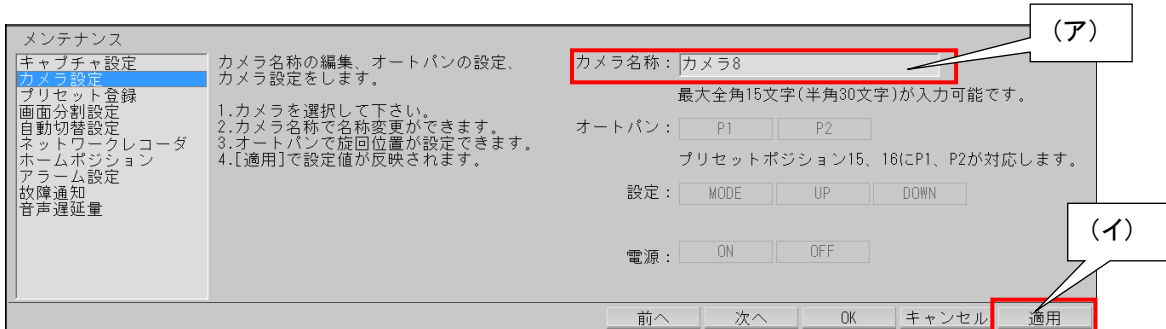 (ア)
メンテナンス
キャプチャ設定
カメラ設定
プリセット登録
画面分割設定
自動切替設定
ネットワークレコーダ
ホームポジション
アラーム設定
故障通知
音声遅延量
カメラ名称の編集、オートパンの設定、
カメラ設定をします。
1.カメラを選択して下さい。
2.カメラ名称で名称変更ができます。
3.オートパンで旋回位置が設定できます。
4.[適用]で設定値が反映されます。
カメラ名称: カメラ8
最大全角15文字(半角30文字)が入力可能です。
オートパン: P1 P2
プリセットポジション15、16にP1、P2が対応します。
設定: MODE UP DOWN
(イ)
電源: ON OFF
前へ 次へ OK キャンセル 適用